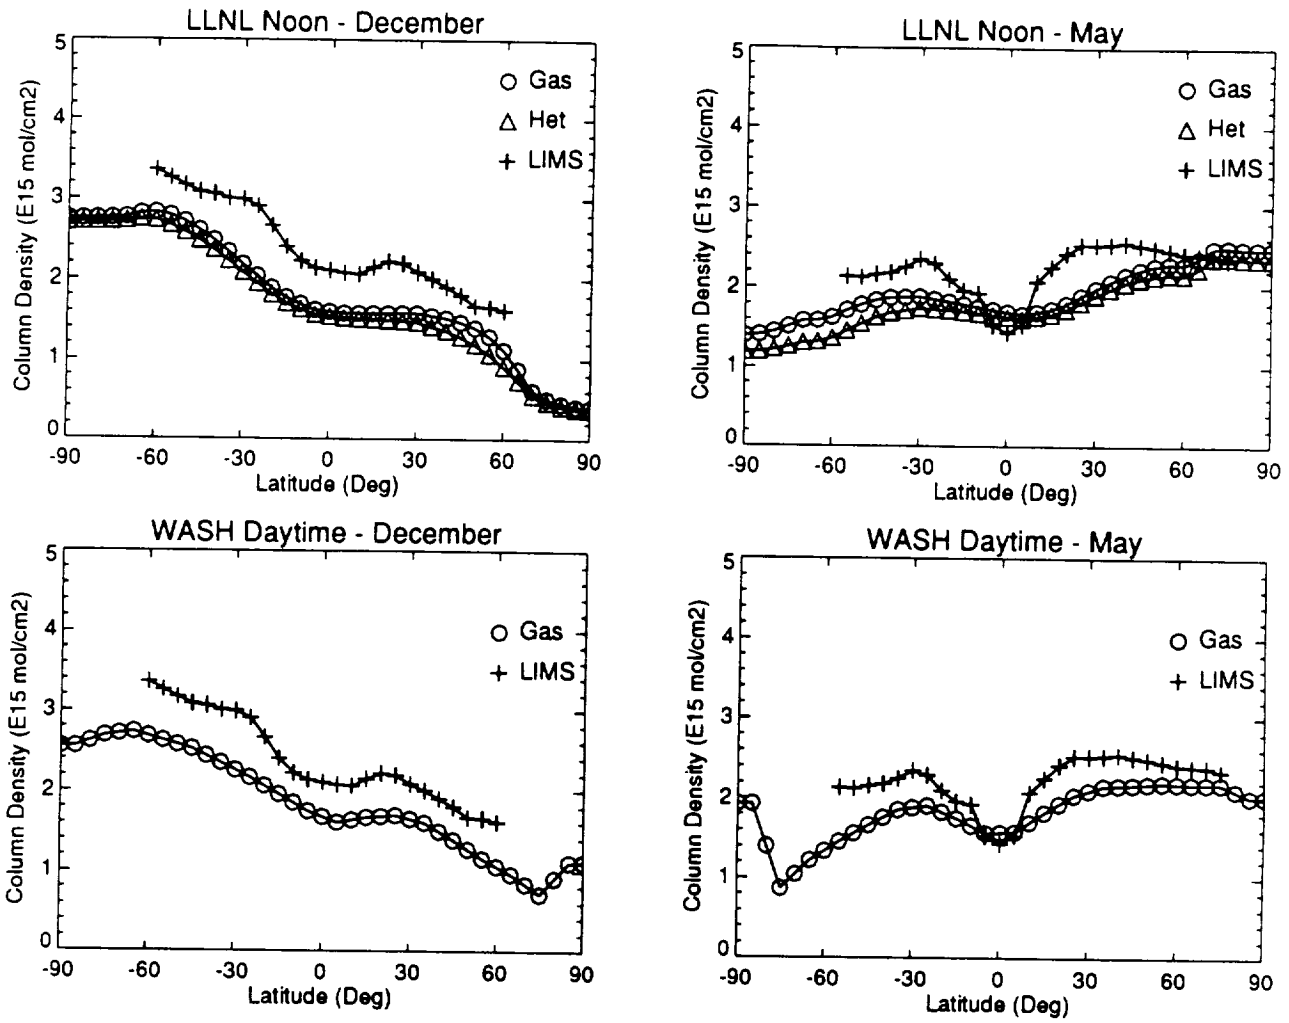 LLNL Noon - December
5
4
3
2
1
0
Column Density (E15 mol/cm2)
Gas
Het
LIMS
-90 -60 -30 0 30 60 90
Latitude (Deg)
LLNL Noon - May
5
4
3
2
1
0
Column Density (E15 mol/cm2)
Gas
Het
LIMS
-90 -60 -30 0 30 60 90
Latitude (Deg)
WASH Daytime - December
5
4
3
2
1
0
Column Density (E15 mol/cm2)
Gas
LIMS
-90 -60 -30 0 30 60 90
Latitude (Deg)
WASH Daytime - May
5
4
3
2
1
0
Column Density (E15 mol/cm2)
Gas
LIMS
-90 -60 -30 0 30 60 90
Latitude (Deg)